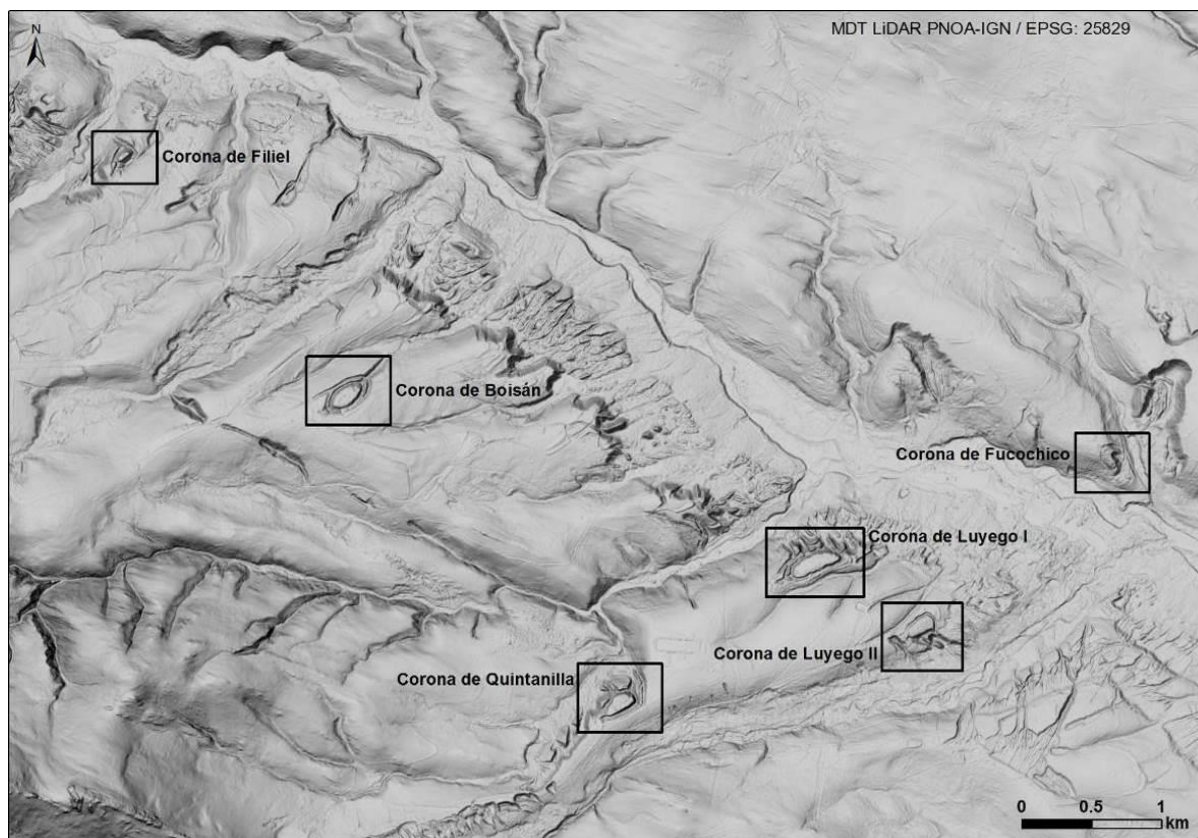 MDT LiDAR PNOA-IGN / EPSG: 25829
N
Corona de Filiel
Corona de Boisán
Corona de Fucochico
Corona de Luyego I
Corona de Luyego II
Corona de Quintanilla
0 0.5 1
km